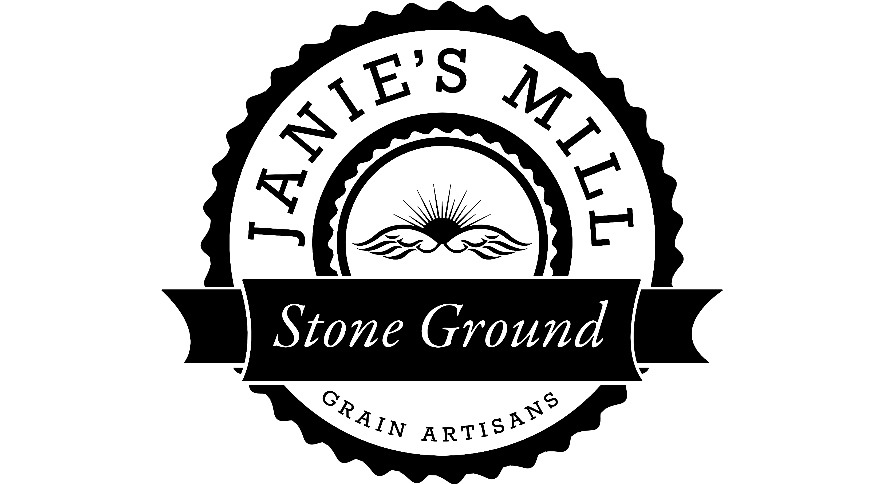 JANIE'S MILL
Stone Ground
GRAIN ARTISANS